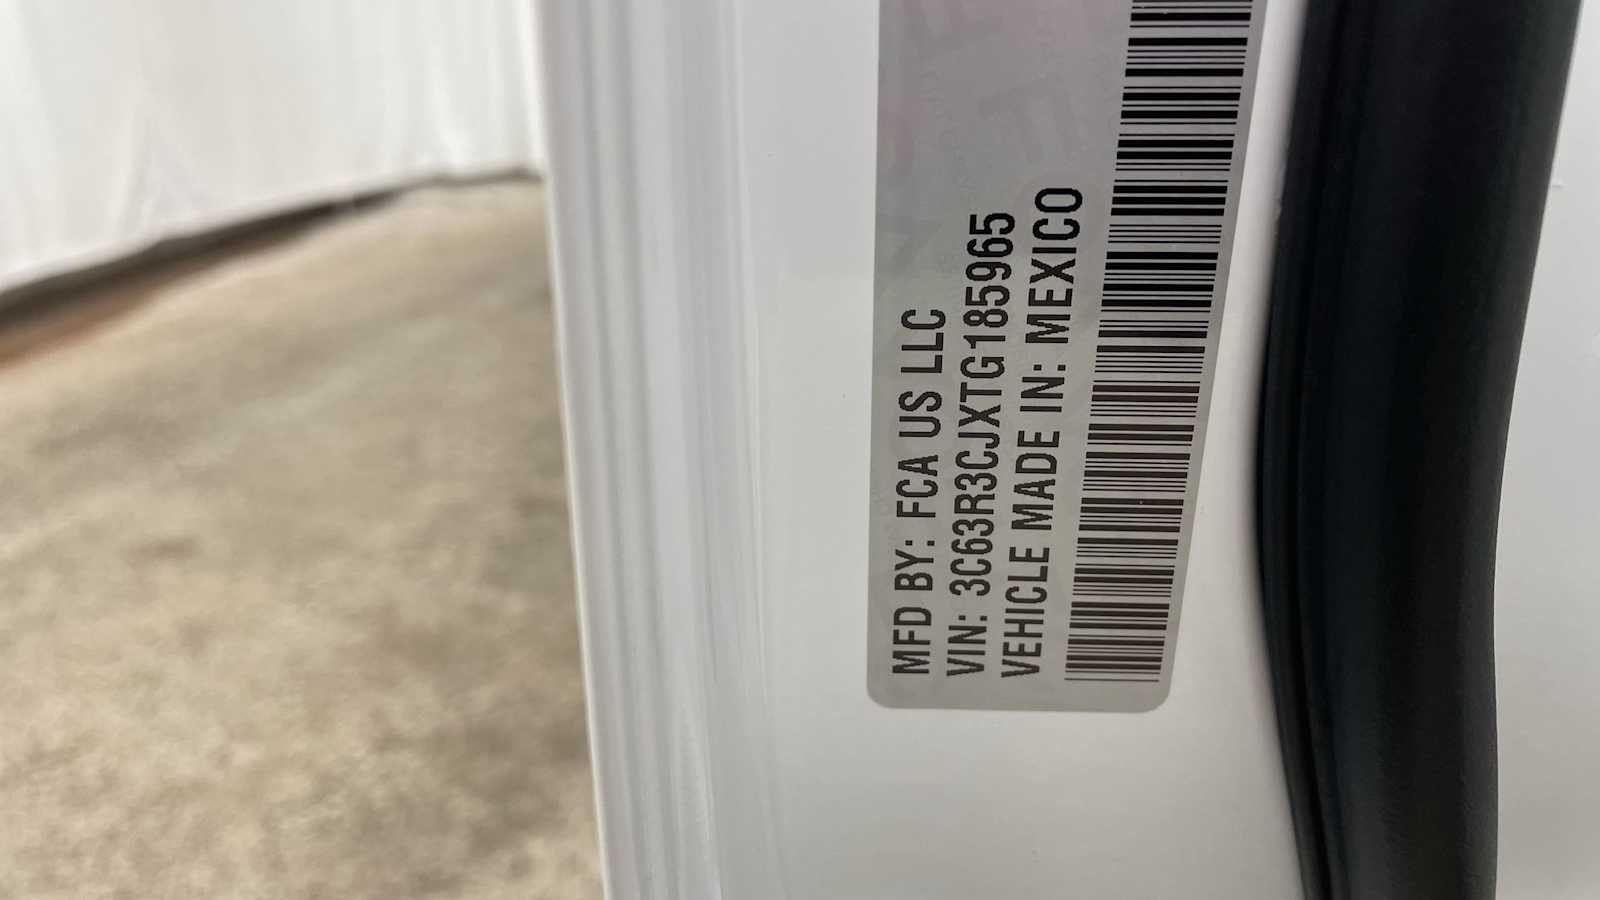 MFD BY: FCA US LLC
VIN: 3C63R3CJXTG185965
VEHICLE MADE IN: MEXICO